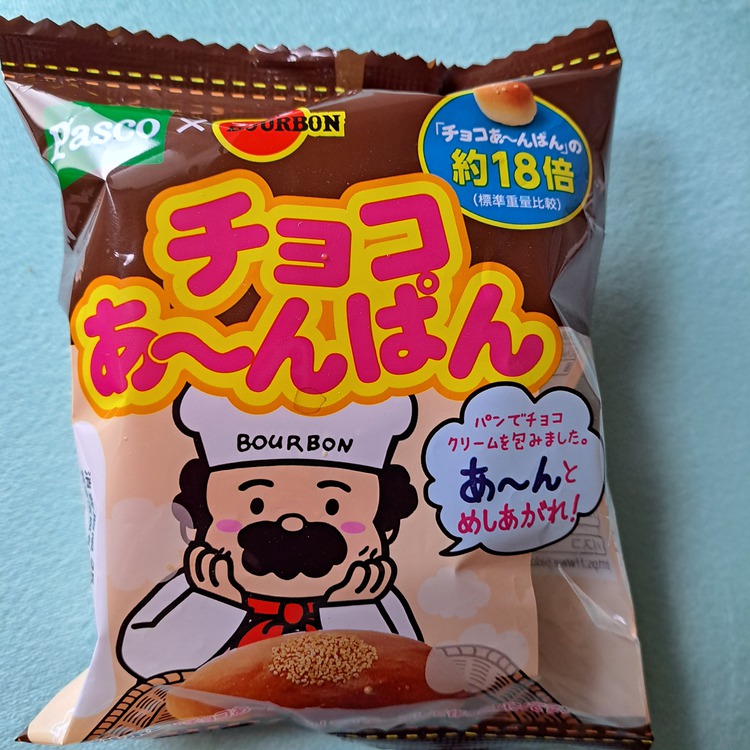 Pasco × BOURBON
「チョコあ〜んぱん」の
約18倍
(標準重量比較)
チョコ
あ〜んぱん
BOURBON
パンでチョコ
クリームを包みました。
あ〜んと
めしあがれ!